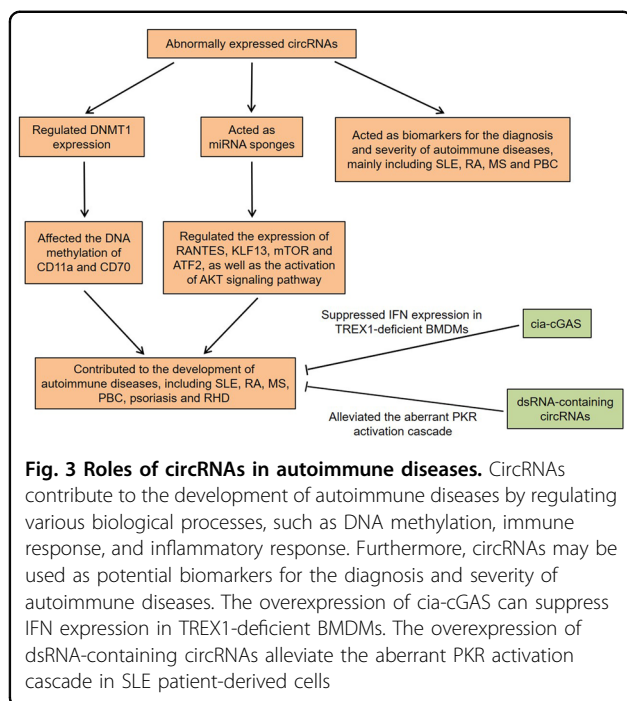 Abnormally expressed circRNAs
Regulated DNMT1
expression
Acted as
miRNA sponges
Acted as biomarkers for the diagnosis
and severity of autoimmune diseases,
mainly including SLE, RA, MS and PBC
Affected the DNA
methylation of
CD11a and CD70
Regulated the expression of
RANTES, KLF13, mTOR and
ATF2, as well as the activation
of AKT signaling pathway
Suppressed IFN expression in
TREX1-deficient BMDMs
cia-cGAS
Contributed to the development of
autoimmune diseases, including SLE, RA, MS,
PBC, psoriasis and RHD
dsRNA-containing
circRNAs
Alleviated the aberrant PKR
activation cascade
Fig. 3 Roles of circRNAs in autoimmune diseases. CircRNAs
contribute to the development of autoimmune diseases by regulating
various biological processes, such as DNA methylation, immune
response, and inflammatory response. Furthermore, circRNAs may be
used as potential biomarkers for the diagnosis and severity of
autoimmune diseases. The overexpression of cia-cGAS can suppress
IFN expression in TREX1-deficient BMDMs. The overexpression of
dsRNA-containing circRNAs alleviate the aberrant PKR activation
cascade in SLE patient-derived cells